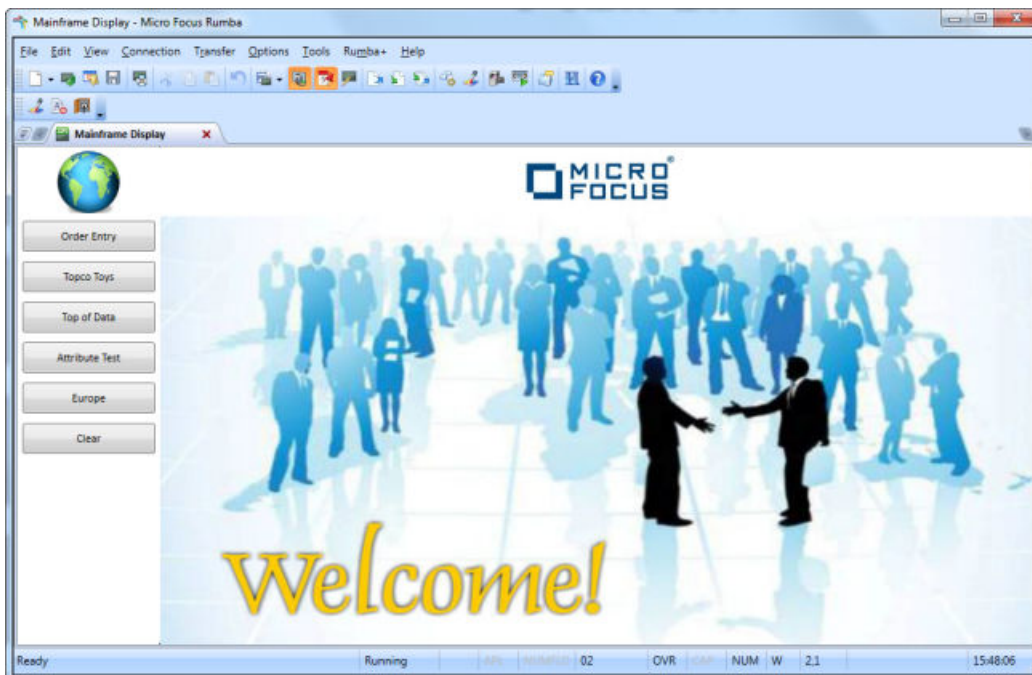 Mainframe Display - Micro Focus Rumba
File Edit View Connection Transfer Options Tools Rumba+ Help
Mainframe Display
MICRO FOCUS®
Order Entry
Topco Toys
Top of Data
Attribute Test
Europe
Clear
Welcome!
Ready Running 02 OVR NUM W 2,1 15:48:06